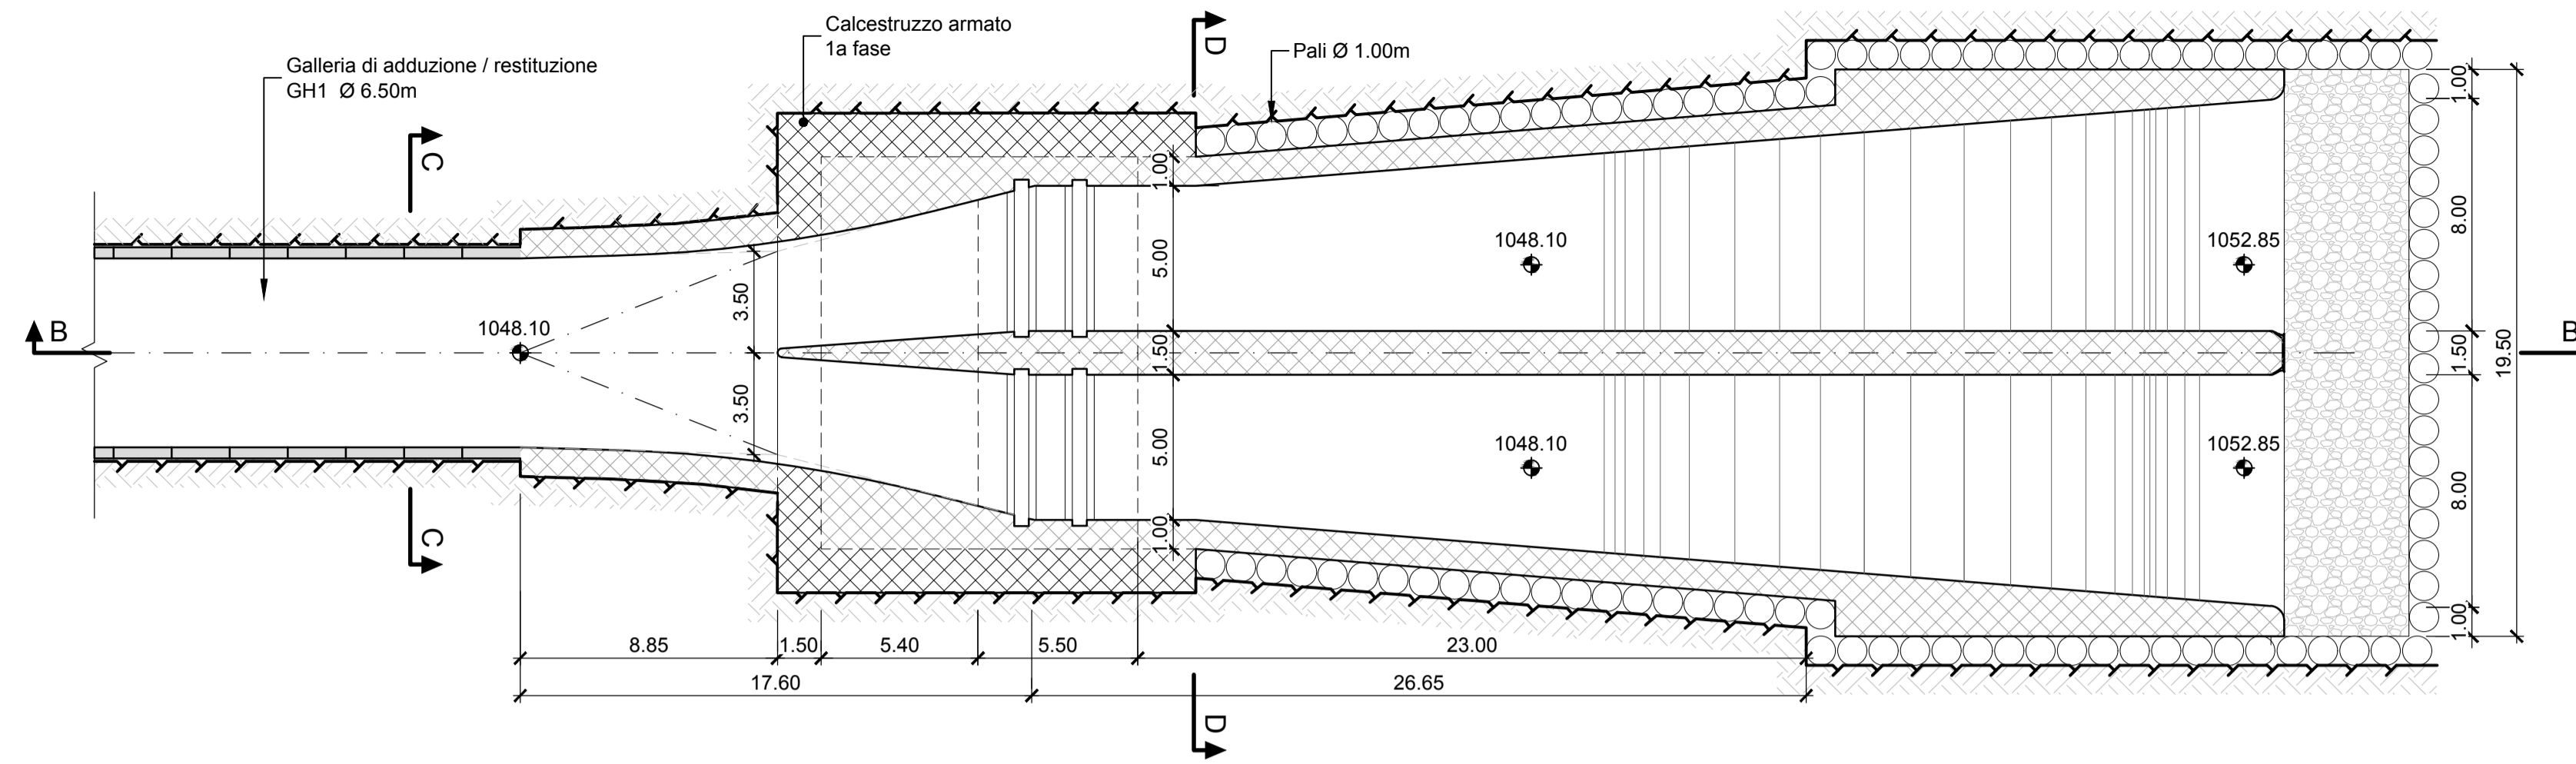 Calcestruzzo armato
1a fase
D
Pali Ø 1.00m
Galleria di adduzione / restituzione
GH1 Ø 6.50m
C
1.00
1.00
8.00
5.00
1048.10
1052.85
3.50
B
1048.10
1.50
1.50
19.50
B
3.50
5.00
1048.10
1052.85
8.00
C
1.00
1.00
8.85
1.50
5.40
5.50
23.00
17.60
26.65
D